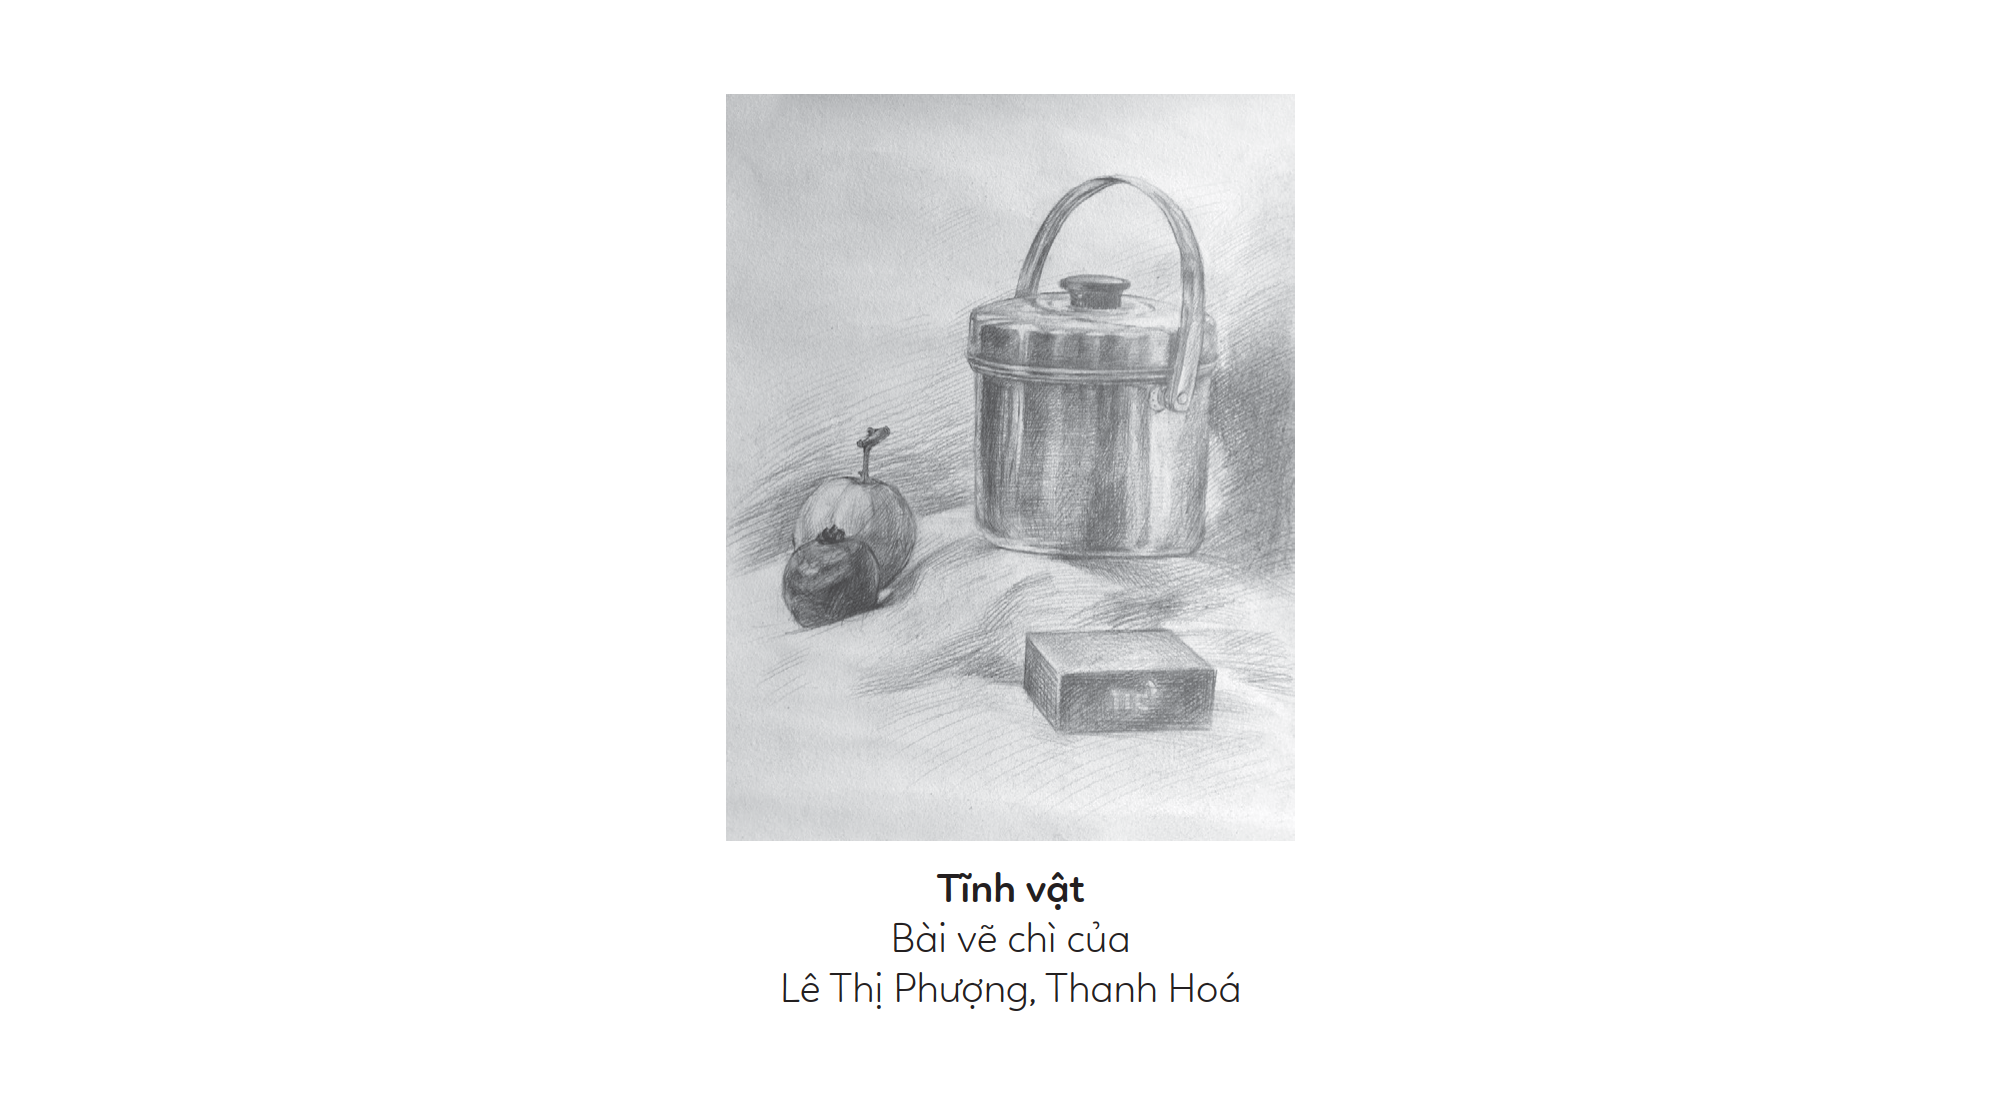 Tĩnh vật
Bài vẽ chì của
Lê Thị Phượng, Thanh Hoá